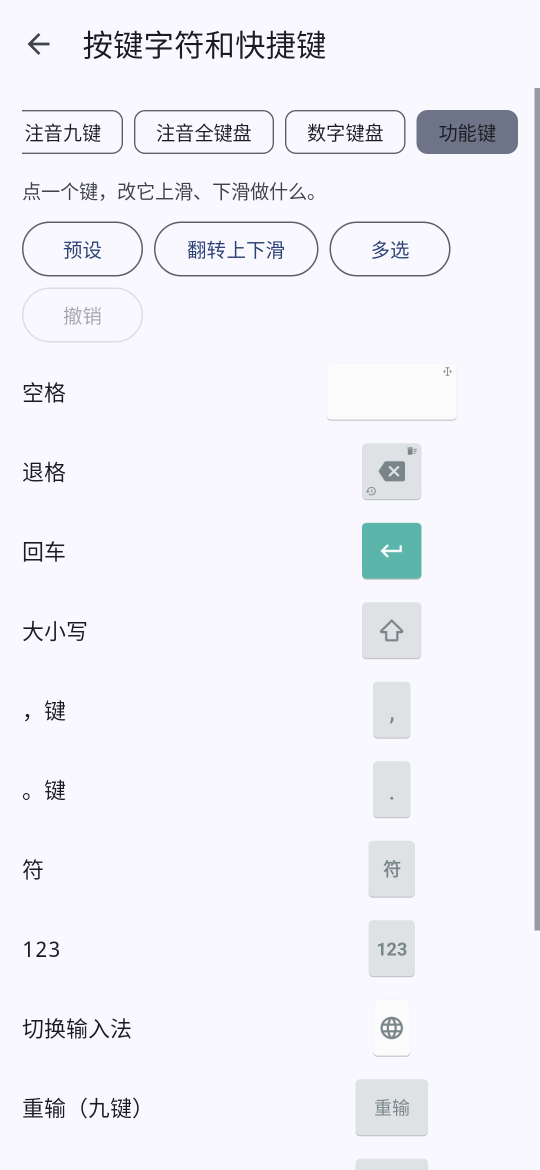 按键字符和快捷键
注音九键 注音全键盘 数字键盘 功能键
点一个键，改它上滑、下滑做什么。
预设 翻转上下滑 多选
撤销
空格
退格
回车
大小写
，键 ,
。键 .
符 符
123 123
切换输入法
重输（九键） 重输